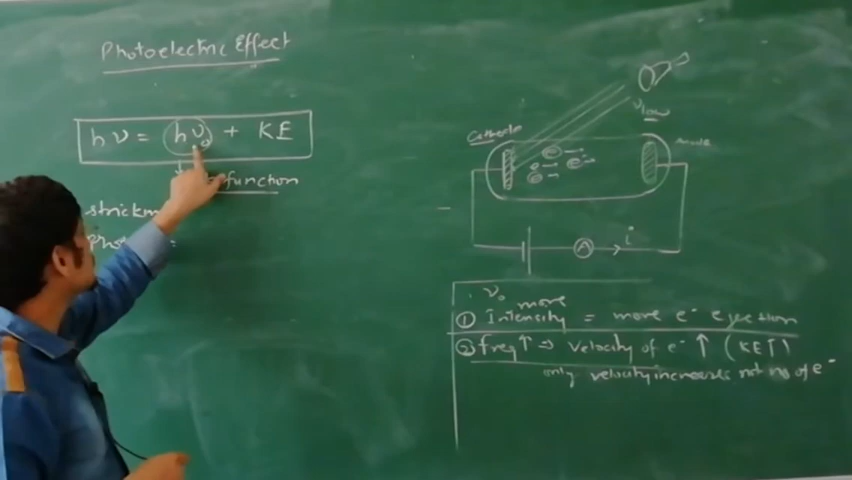 Photoelectric Effect
hν = hν₀ + KE
function
strickm
Cathode
νlow
Anode
A
i
ν₀
① more Intensity = more e⁻ ejection
② freq↑ ⇒ velocity of e⁻ ↑ (KE↑)
only velocity increases not no of e⁻